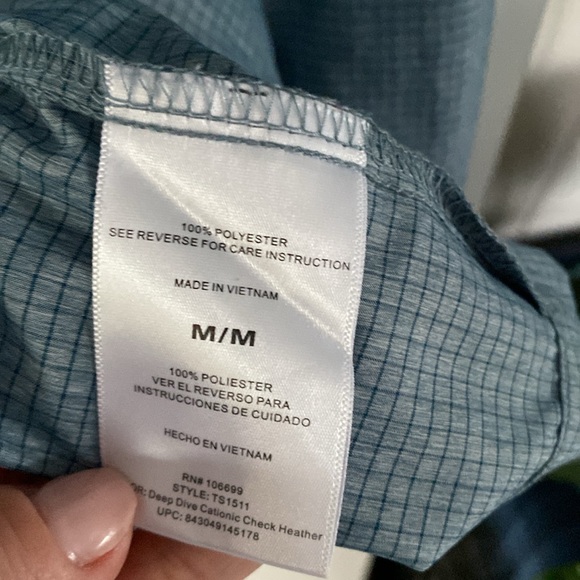 100% POLYESTER
SEE REVERSE FOR CARE INSTRUCTION
MADE IN VIETNAM
M/M
100% POLIESTER
VER EL REVERSO PARA
INSTRUCCIONES DE CUIDADO
HECHO EN VIETNAM
RN# 106699
STYLE: TS1511
OR: Deep Dive Cationic Check Heather
UPC: 843049145178